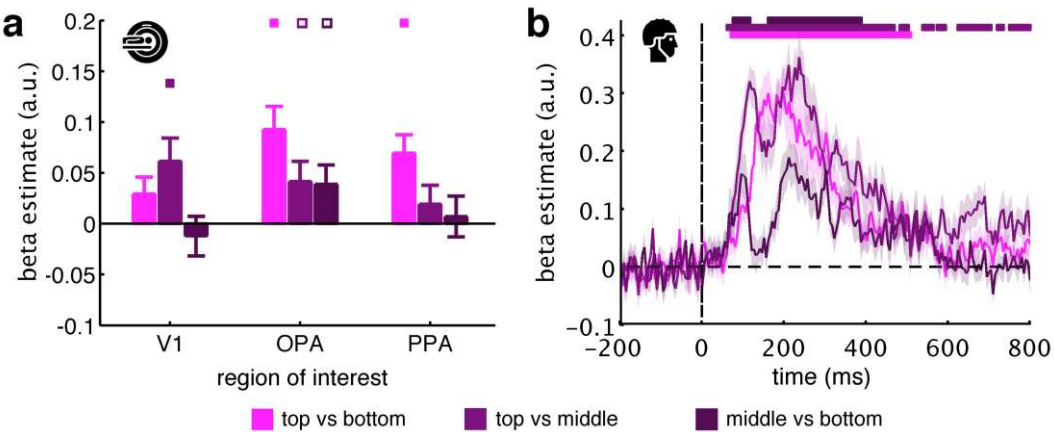 a
b
0.2
0.15
0.1
0.05
0
-0.05
-0.1
beta estimate (a.u.)
V1
OPA
PPA
region of interest
0.4
0.3
0.2
0.1
0
−0.1
beta estimate (a.u.)
−200
0
200
400
600
800
time (ms)
top vs bottom
top vs middle
middle vs bottom